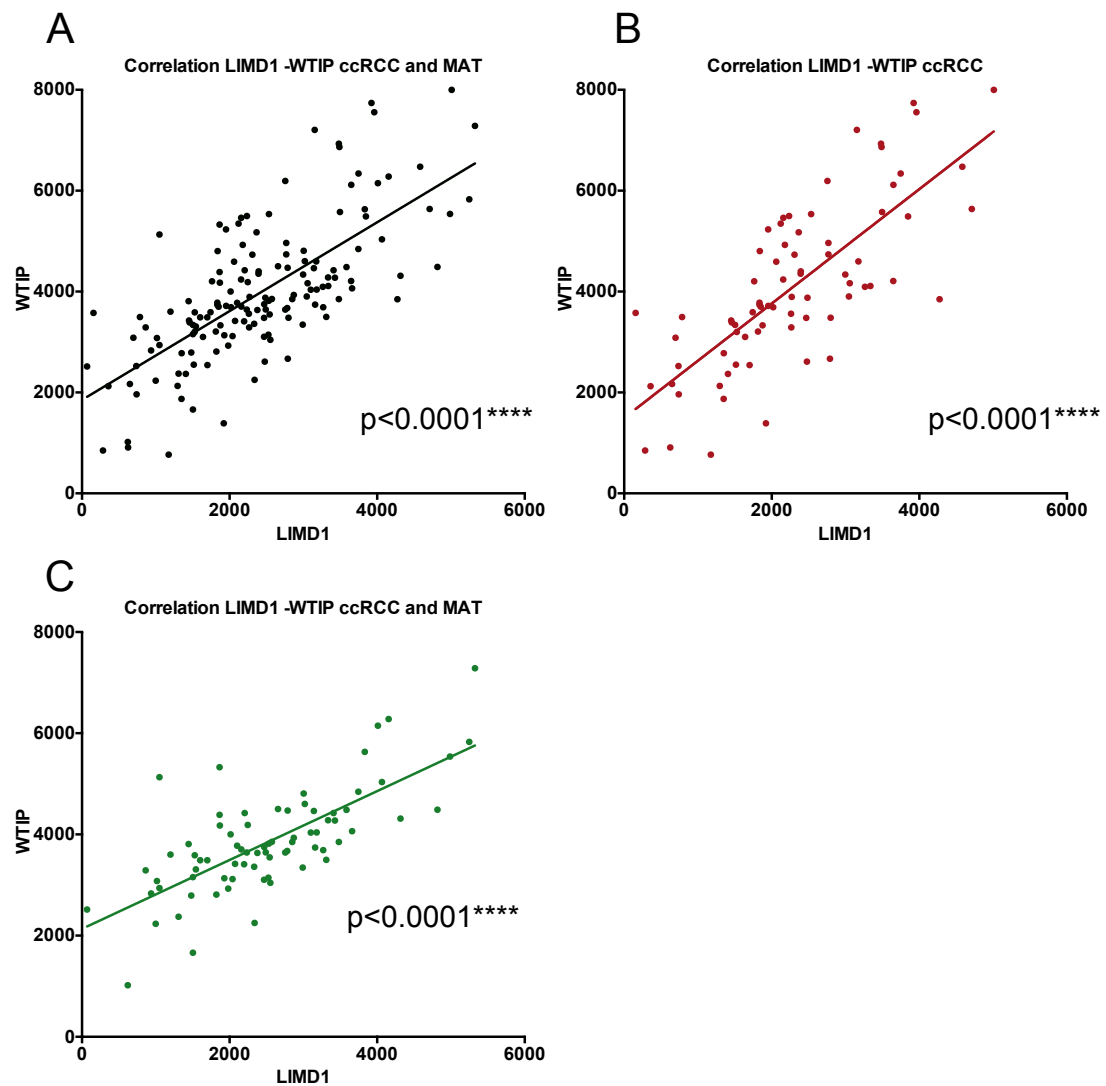 A
Correlation LIMD1 -WTIP ccRCC and MAT
8000
6000
4000
2000
0
WTIP
p<0.0001****
0 2000 4000 6000
LIMD1
B
Correlation LIMD1 -WTIP ccRCC
8000
6000
4000
2000
0
WTIP
p<0.0001****
0 2000 4000 6000
LIMD1
C
Correlation LIMD1 -WTIP ccRCC and MAT
8000
6000
4000
2000
0
WTIP
p<0.0001****
0 2000 4000 6000
LIMD1